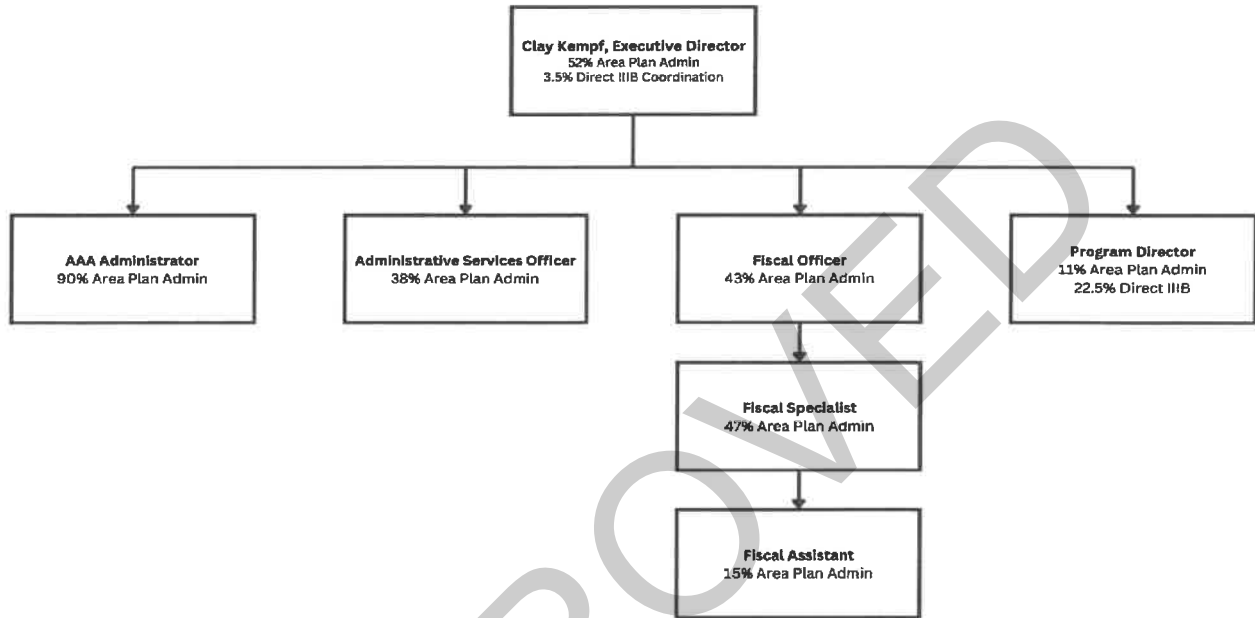 Clay Kempf, Executive Director
52% Area Plan Admin
3.5% Direct IIIB Coordination
AAA Administrator
90% Area Plan Admin
Administrative Services Officer
38% Area Plan Admin
Fiscal Officer
43% Area Plan Admin
Program Director
11% Area Plan Admin
22.5% Direct IIIB
Fiscal Specialist
47% Area Plan Admin
Fiscal Assistant
15% Area Plan Admin
ROVED